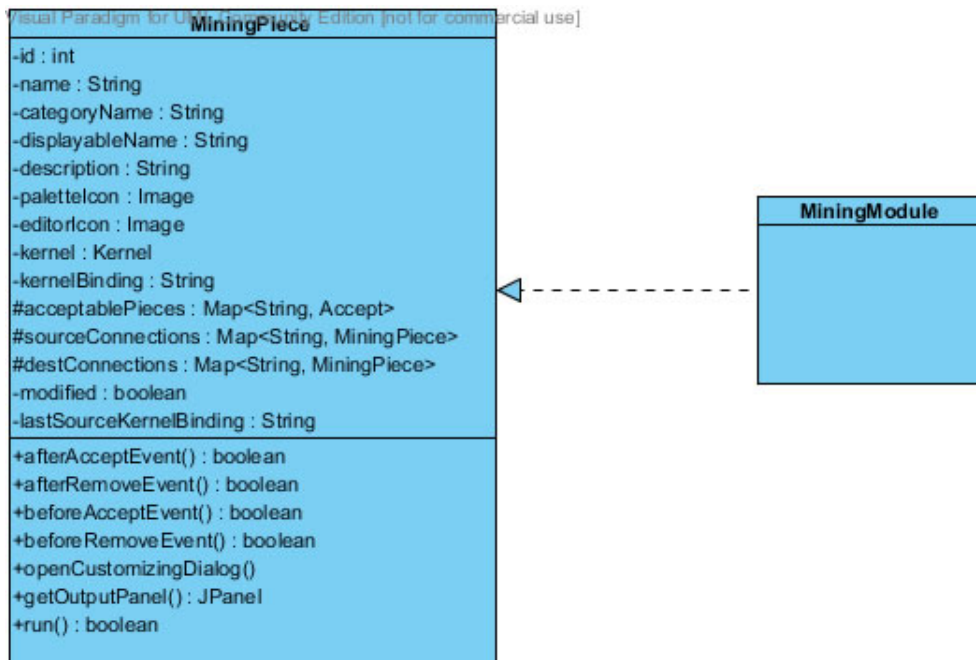 Visual Paradigm for UML Community Edition [not for commercial use]
MiningPiece
-id : int
-name : String
-categoryName : String
-displayableName : String
-description : String
-paletteIcon : Image
-editorIcon : Image
-kernel : Kernel
-kernelBinding : String
#acceptablePieces : Map<String, Accept>
#sourceConnections : Map<String, MiningPiece>
#destConnections : Map<String, MiningPiece>
-modified : boolean
-lastSourceKernelBinding : String
+afterAcceptEvent() : boolean
+afterRemoveEvent() : boolean
+beforeAcceptEvent() : boolean
+beforeRemoveEvent() : boolean
+openCustomizingDialog()
+getOutputPanel() : JPanel
+run() : boolean
MiningModule